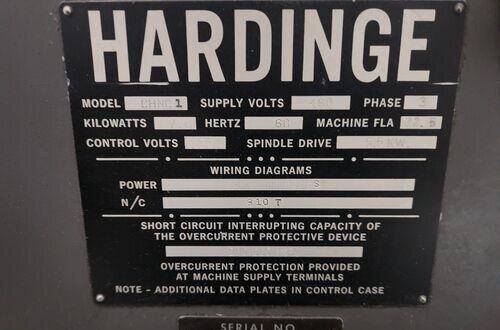 HARDINGE
MODEL CHNC 1 SUPPLY VOLTS 460 PHASE 3
KILOWATTS HERTZ 60 MACHINE FLA
CONTROL VOLTS SPINDLE DRIVE KW.
WIRING DIAGRAMS
POWER S
N/C 910 T
SHORT CIRCUIT INTERRUPTING CAPACITY OF
THE OVERCURRENT PROTECTIVE DEVICE
OVERCURRENT PROTECTION PROVIDED
AT MACHINE SUPPLY TERMINALS
NOTE - ADDITIONAL DATA PLATES IN CONTROL CASE
SERIAL NO.